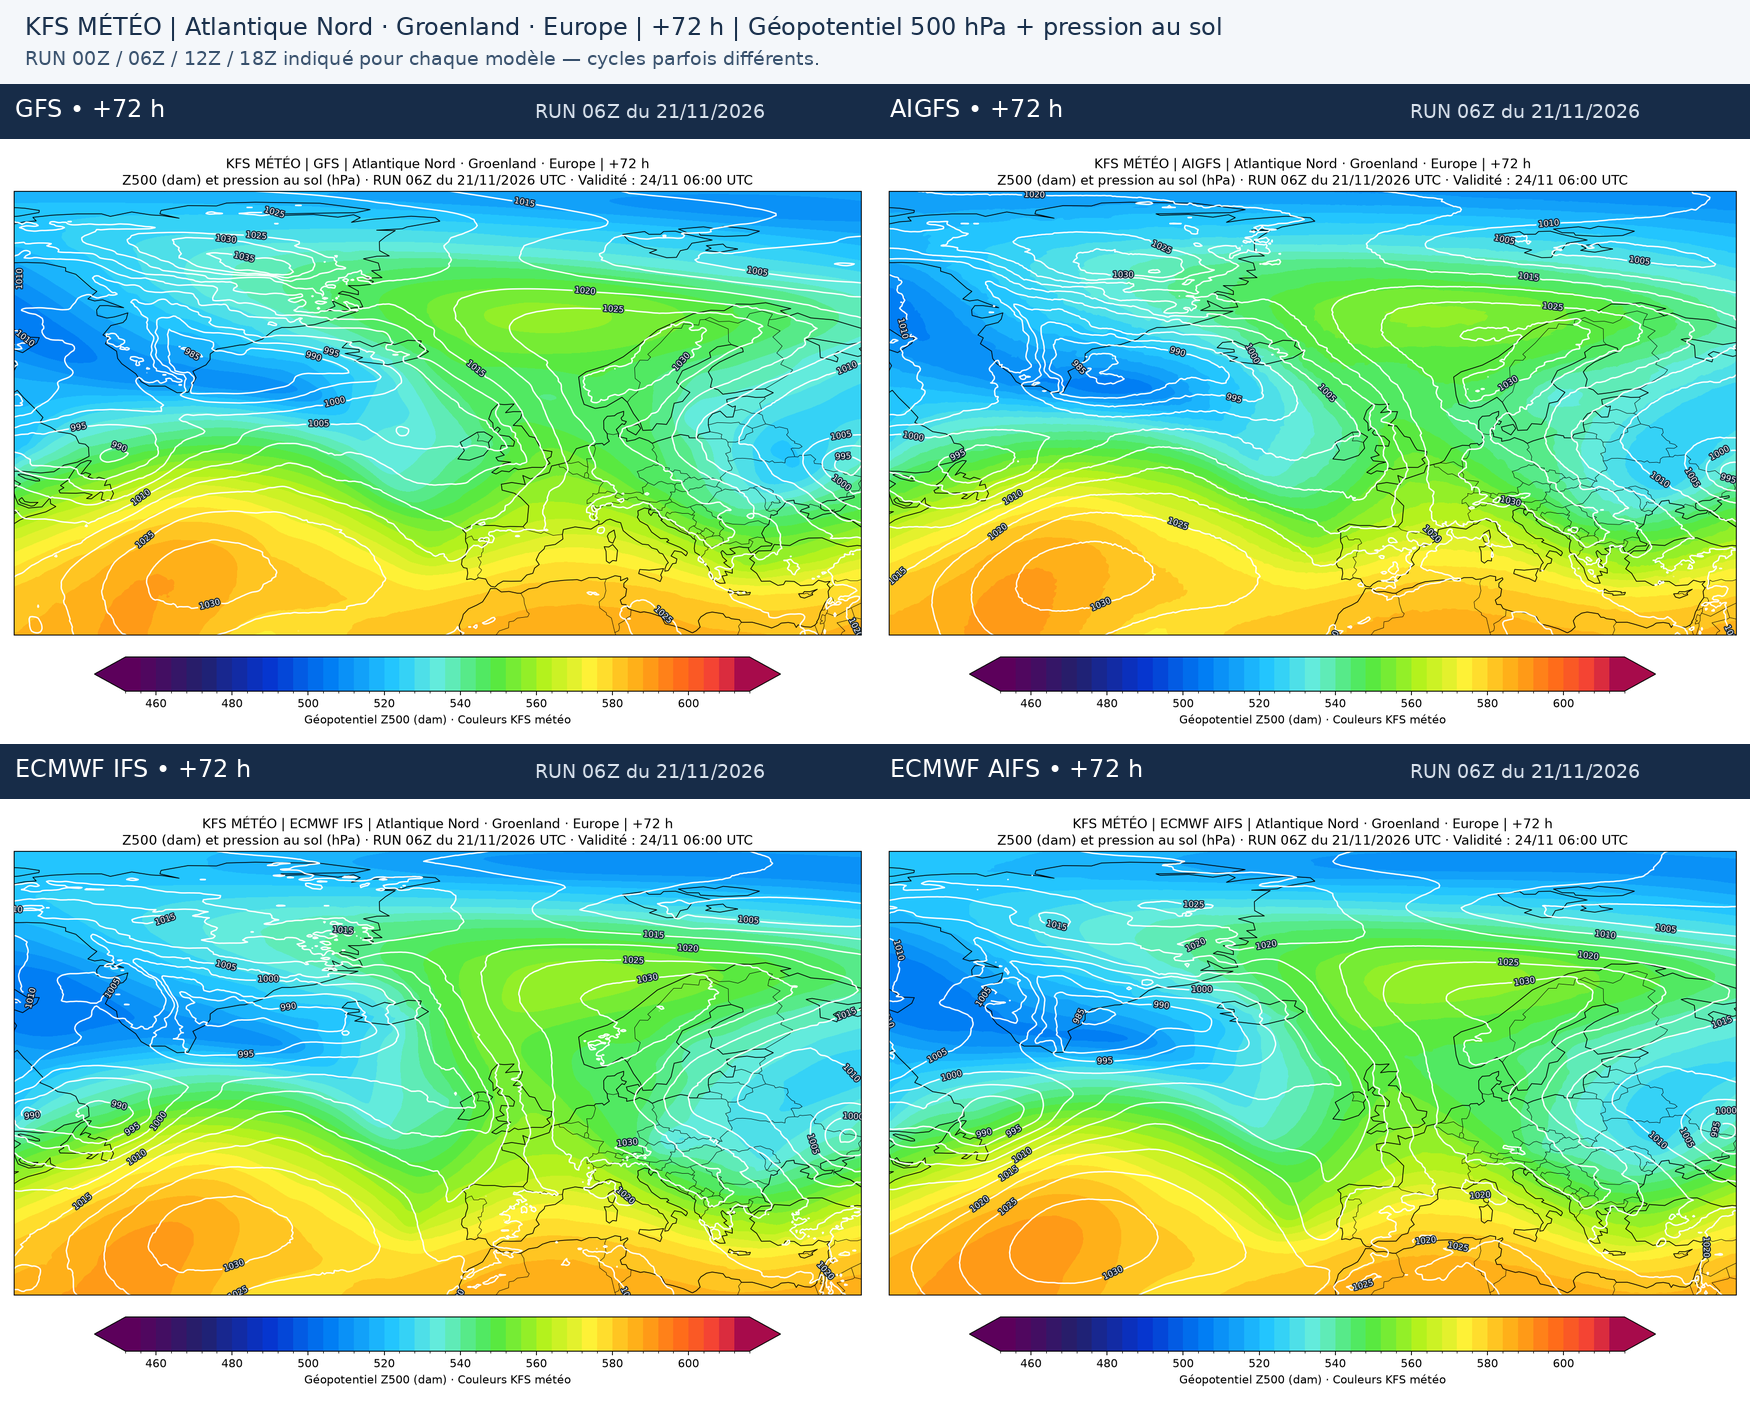 KFS MÉTÉO | Atlantique Nord · Groenland · Europe | +72 h | Géopotentiel 500 hPa + pression au sol
RUN 00Z / 06Z / 12Z / 18Z indiqué pour chaque modèle — cycles parfois différents.
GFS • +72 h
RUN 06Z du 21/11/2026
AIGFS • +72 h
RUN 06Z du 21/11/2026
KFS MÉTÉO | GFS | Atlantique Nord · Groenland · Europe | +72 h
Z500 (dam) et pression au sol (hPa) · RUN 06Z du 21/11/2026 UTC · Validité : 24/11 06:00 UTC
KFS MÉTÉO | AIGFS | Atlantique Nord · Groenland · Europe | +72 h
Z500 (dam) et pression au sol (hPa) · RUN 06Z du 21/11/2026 UTC · Validité : 24/11 06:00 UTC
460 480 500 520 540 560 580 600
Géopotentiel Z500 (dam) · Couleurs KFS météo
460 480 500 520 540 560 580 600
Géopotentiel Z500 (dam) · Couleurs KFS météo
ECMWF IFS • +72 h
RUN 06Z du 21/11/2026
ECMWF AIFS • +72 h
RUN 06Z du 21/11/2026
KFS MÉTÉO | ECMWF IFS | Atlantique Nord · Groenland · Europe | +72 h
Z500 (dam) et pression au sol (hPa) · RUN 06Z du 21/11/2026 UTC · Validité : 24/11 06:00 UTC
KFS MÉTÉO | ECMWF AIFS | Atlantique Nord · Groenland · Europe | +72 h
Z500 (dam) et pression au sol (hPa) · RUN 06Z du 21/11/2026 UTC · Validité : 24/11 06:00 UTC
460 480 500 520 540 560 580 600
Géopotentiel Z500 (dam) · Couleurs KFS météo
460 480 500 520 540 560 580 600
Géopotentiel Z500 (dam) · Couleurs KFS météo